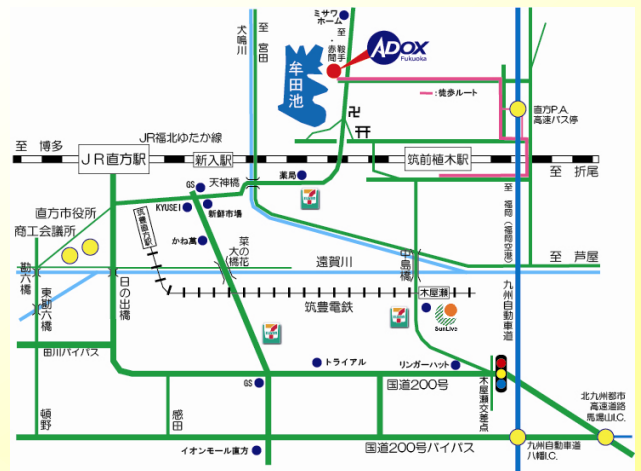 ミサワ
ホーム
至 鞍手
・赤間
ADOX
Fukuoka
犬鳴川
至 宮田
牟田池
:徒歩ルート
直方P.A.
高速バス停
JR福北ゆたか線
至 博多
JR直方駅
新入駅
筑前植木駅
至 折尾
天神橋
薬局
GS
KYUSEI
新鮮市場
かね萬
7 ELEVEn
直方市役所
商工会議所
筑豊直方駅
菜の花大橋
中島橋
至 福岡(福岡空港)
至 芦屋
遠賀川
勘六橋
東勘六橋
日の出橋
筑豊電鉄
木屋瀬
SunLive
7 ELEVEn
7 ELEVEn
九州自動車道
田川バイパス
トライアル
リンガーハット
国道200号
GS
木屋瀬交差点
頓野
感田
北九州都市
高速道路
馬場山I.C.
イオンモール直方
国道200号バイパス
九州自動車道
八幡I.C.